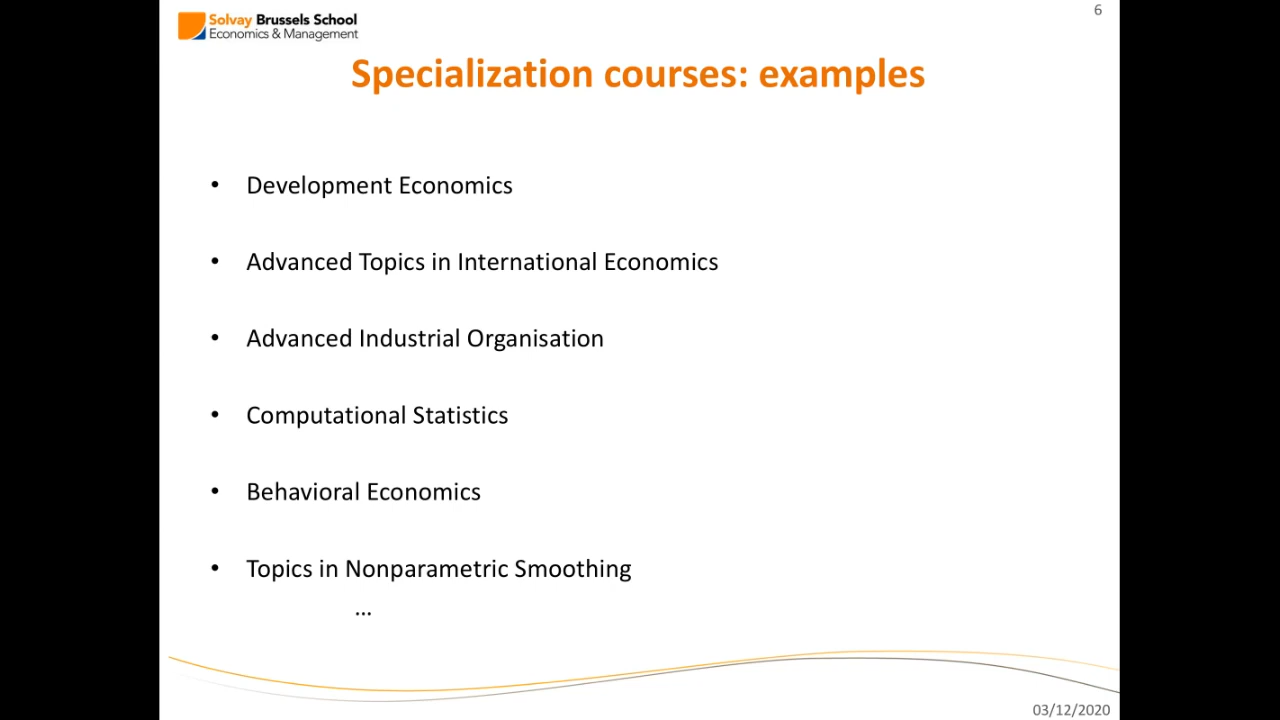 Solvay Brussels School
Economics & Management
6
Specialization courses: examples
• Development Economics
• Advanced Topics in International Economics
• Advanced Industrial Organisation
• Computational Statistics
• Behavioral Economics
• Topics in Nonparametric Smoothing
...
03/12/2020